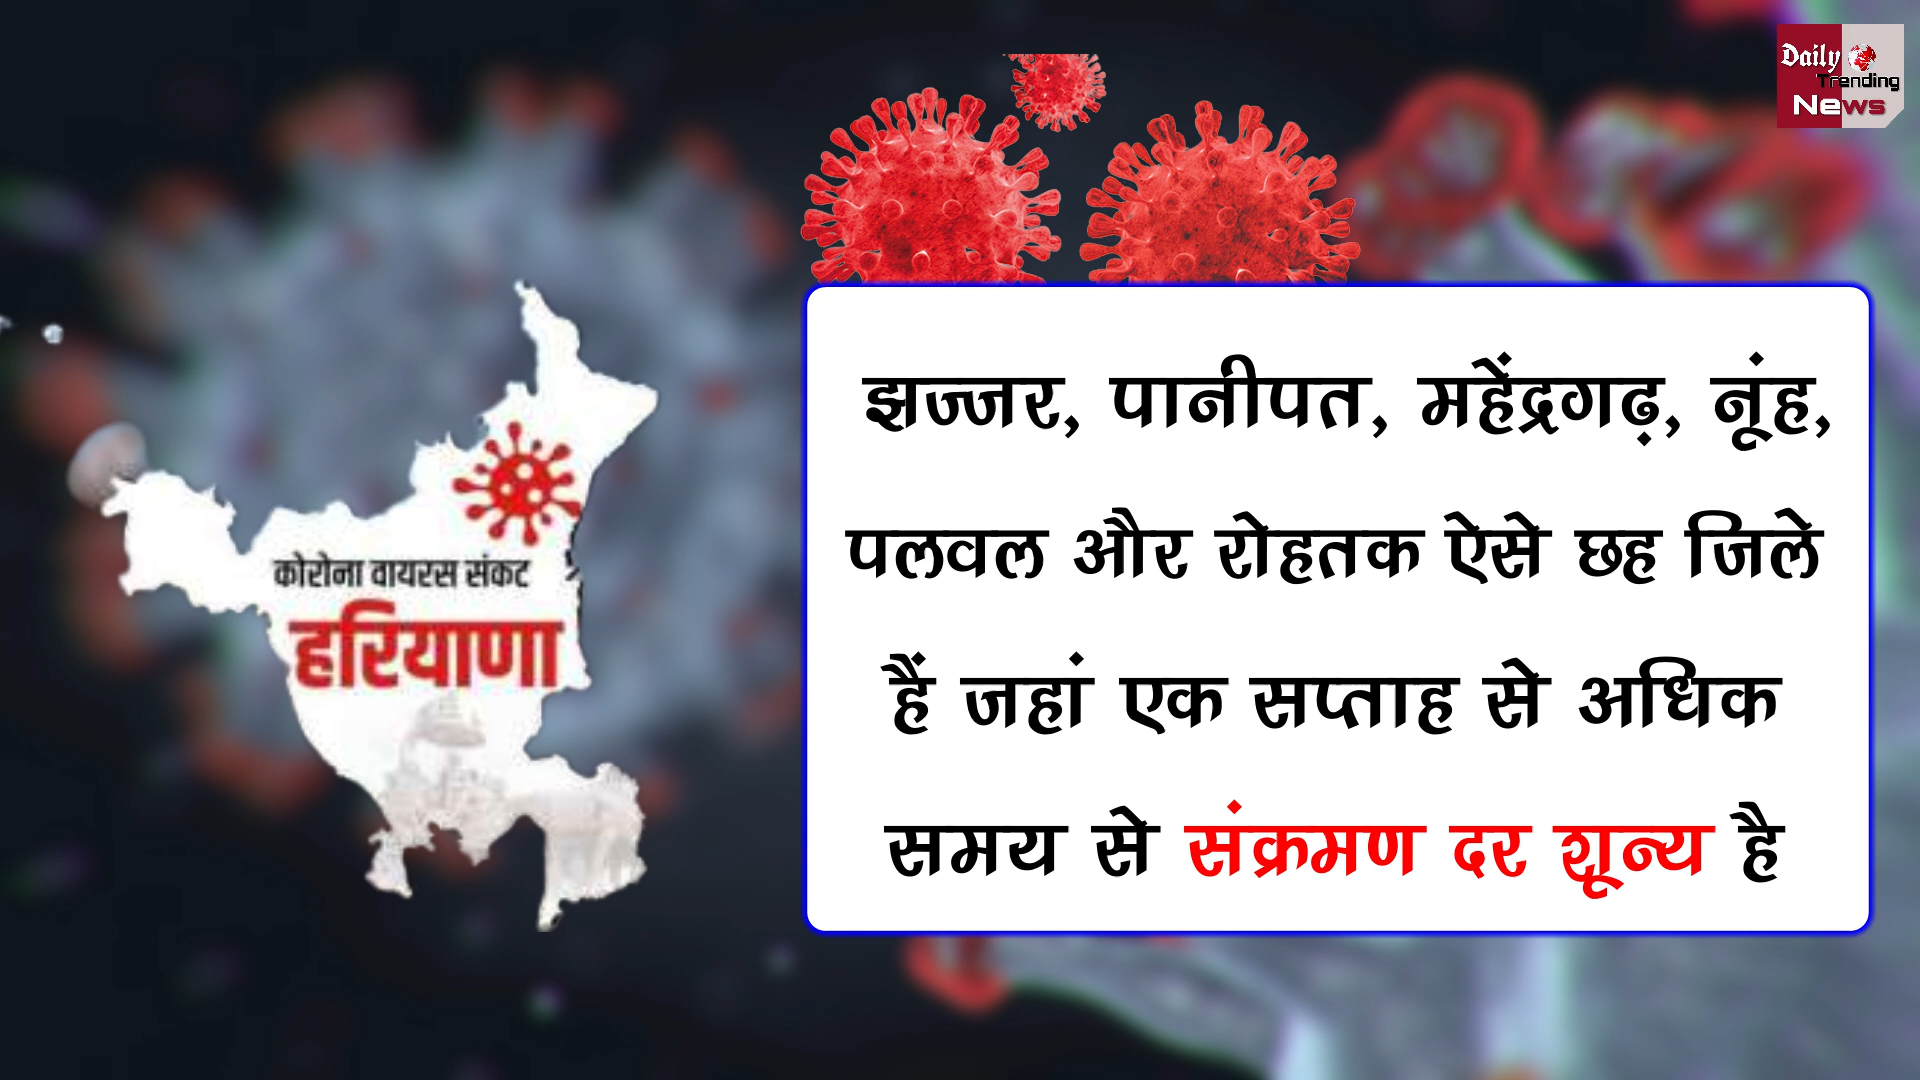 Daily
Trending
News
झज्जर, पानीपत, महेंद्रगढ़, नूंह,
पलवल और रोहतक ऐसे छह जिले
हैं जहां एक सप्ताह से अधिक
समय से संक्रमण दर शून्य है
कोरोना वायरस संकट
हरियाणा